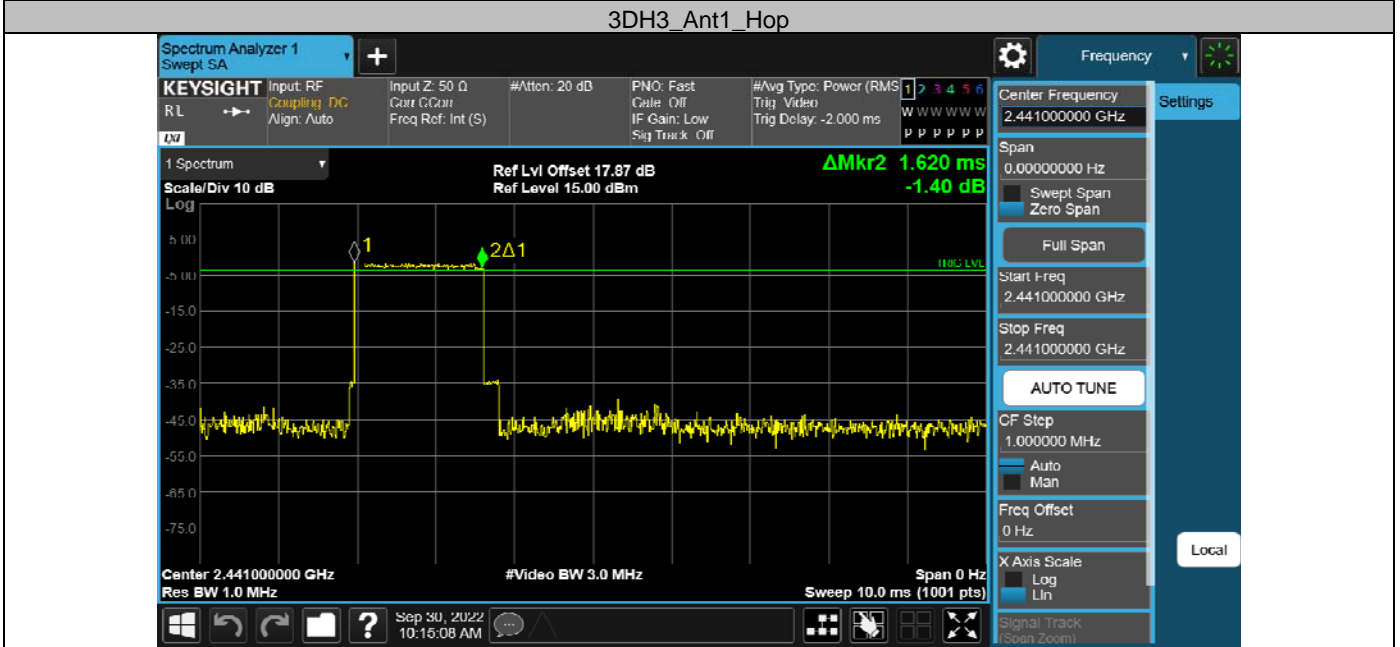 3DH3_Ant1_Hop
Spectrum Analyzer 1
Swept SA
+
Frequency
KEYSIGHT
RL
LXI
Input: RF
Coupling: DC
Align: Auto
Input Z: 50 Ω
Corr CCorr
Freq Ref: Int (S)
#Atten: 20 dB
PNO: Fast
Gate: Off
IF Gain: Low
Sig Track: Off
#Avg Type: Power (RMS
Trig: Video
Trig Delay: -2.000 ms
1 2 3 4 5 6
W W W W W W
P P P P P P
Center Frequency
2.441000000 GHz
Settings
1 Spectrum
Scale/Div 10 dB
Log
Ref Lvl Offset 17.87 dB
Ref Level 15.00 dBm
ΔMkr2 1.620 ms
-1.40 dB
Span
0.00000000 Hz
Swept Span
Zero Span
Full Span
Start Freq
2.441000000 GHz
Stop Freq
2.441000000 GHz
AUTO TUNE
CF Step
1.000000 MHz
Auto
Man
Freq Offset
0 Hz
X Axis Scale
Log
Lin
Signal Track
(Span Zoom)
Local
5.00
-5.00
-15.0
-25.0
-35.0
-45.0
-55.0
-65.0
-75.0
1
2Δ1
TRIG LVL
Center 2.441000000 GHz
Res BW 1.0 MHz
#Video BW 3.0 MHz
Span 0 Hz
Sweep 10.0 ms (1001 pts)
?
Sep 30, 2022
10:15:08 AM